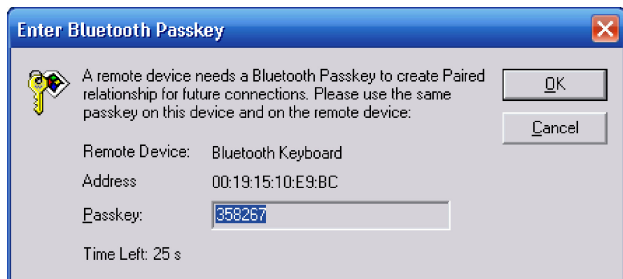 Enter Bluetooth Passkey
A remote device needs a Bluetooth Passkey to create Paired
relationship for future connections. Please use the same
passkey on this device and on the remote device:
OK
Cancel
Remote Device: Bluetooth Keyboard
Address 00:19:15:10:E9:BC
Passkey: 358267
Time Left: 25 s